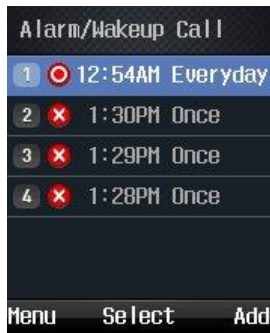 Alarm/Wakeup Call
1 12:54AM Everyday
2 1:30PM Once
3 1:29PM Once
4 1:28PM Once
Menu Select Add